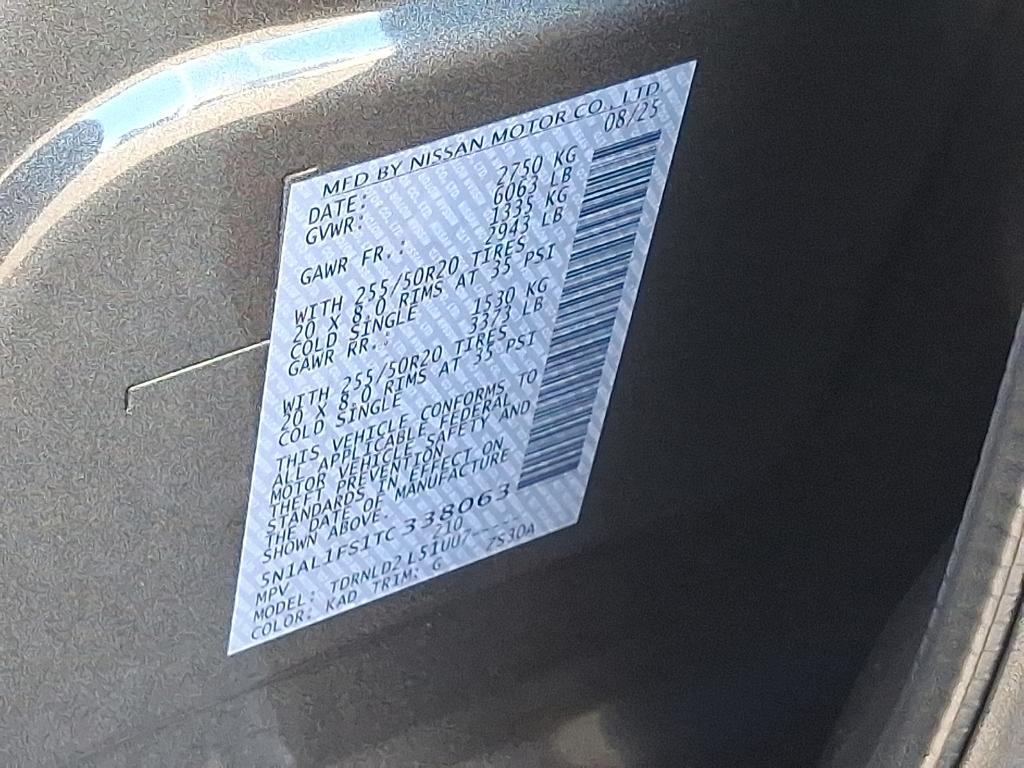 MFD BY NISSAN MOTOR CO., LTD
DATE: 08/25
GVWR: 2750 KG
6063 LB
GAWR FR.: 1335 KG
2943 LB
WITH 255/50R20 TIRES,
20 X 8.0 RIMS AT 35 PSI
COLD SINGLE
GAWR RR.: 1530 KG
3373 LB
WITH 255/50R20 TIRES,
20 X 8.0 RIMS AT 35 PSI
COLD SINGLE
THIS VEHICLE CONFORMS TO
ALL APPLICABLE FEDERAL
MOTOR VEHICLE SAFETY AND
THEFT PREVENTION
STANDARDS IN EFFECT ON
THE DATE OF MANUFACTURE
SHOWN ABOVE.
5N1AL1FS1TC338063
MPV 210
MODEL: TDRNLD2 L51UU7-----
COLOR: KAD TRIM: G 7S30A